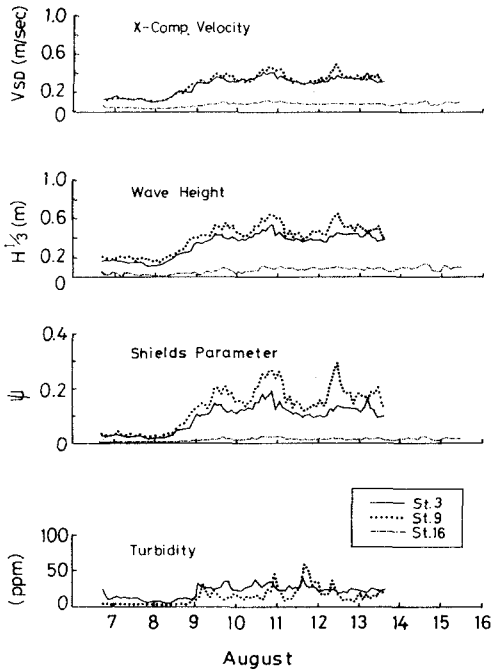 X-Comp. Velocity
VSD (m/sec)
1.0
0.6
0.2
0
Wave Height
H1/3 (m)
1.0
0.6
0.2
0
Shields Parameter
ψ
0.4
0.2
0
St.3
St.9
St.16
Turbidity
(ppm)
100
50
0
7 8 9 10 11 12 13 14 15 16
August